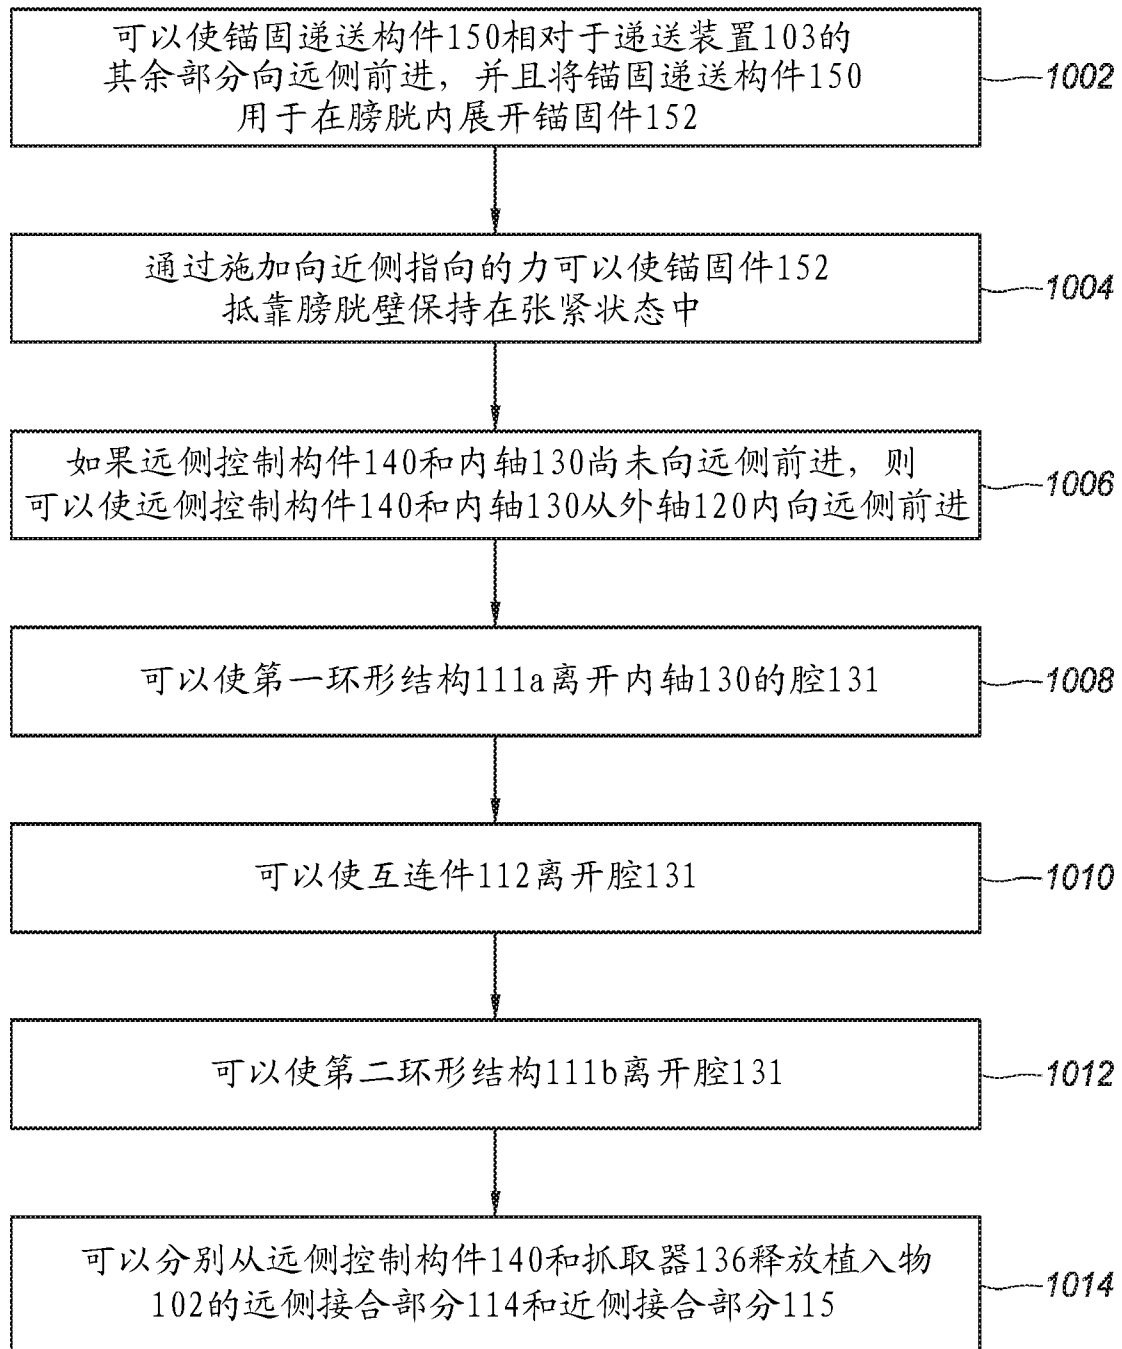 可以使锚固递送构件150相对于递送装置103的
其余部分向远侧前进，并且将锚固递送构件150
用于在膀胱内展开锚固件152
1002
通过施加向近侧指向的力可以使锚固件152
抵靠膀胱壁保持在张紧状态中
1004
如果远侧控制构件140和内轴130尚未向远侧前进，则
可以使远侧控制构件140和内轴130从外轴120内向远侧前进
1006
可以使第一环形结构111a离开内轴130的腔131
1008
可以使互连件112离开腔131
1010
可以使第二环形结构111b离开腔131
1012
可以分别从远侧控制构件140和抓取器136释放植入物
102的远侧接合部分114和近侧接合部分115
1014